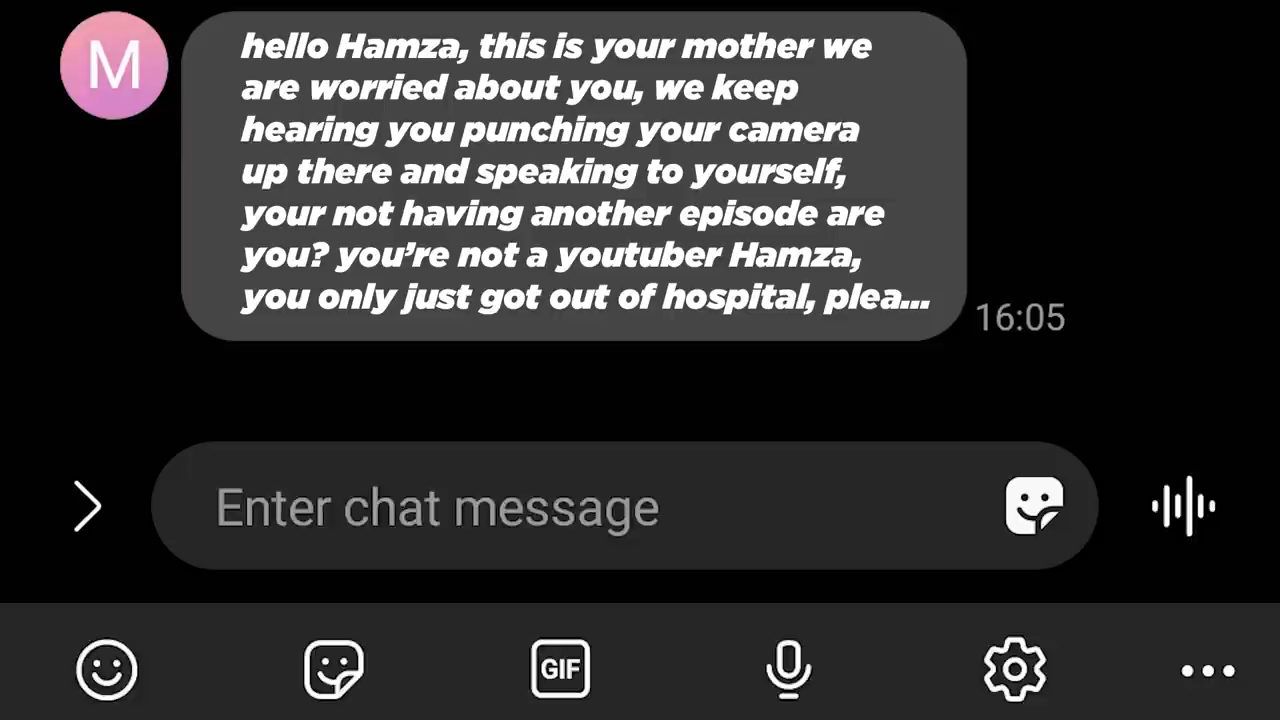 M
hello Hamza, this is your mother we
are worried about you, we keep
hearing you punching your camera
up there and speaking to yourself,
your not having another episode are
you? you’re not a youtuber Hamza,
you only just got out of hospital, plea...
16:05
Enter chat message
GIF